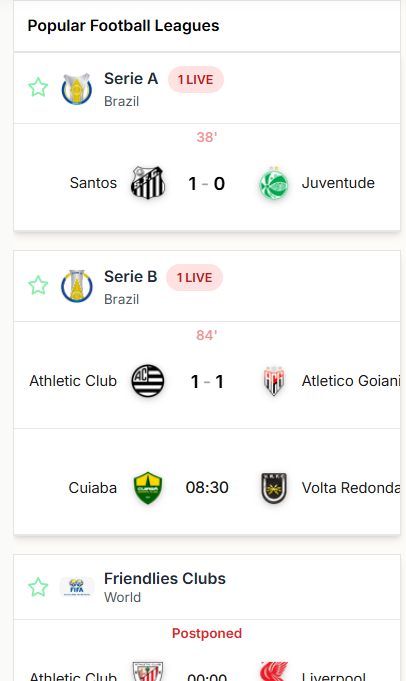 Popular Football Leagues
Serie A 1 LIVE
Brazil
38'
Santos 1 - 0 Juventude
Serie B 1 LIVE
Brazil
84'
Athletic Club 1 - 1 Atletico Goiani
Cuiaba 08:30 Volta Redonda
Friendlies Clubs
FIFA
World
Postponed
Athletic Club 00:00 Liverpool